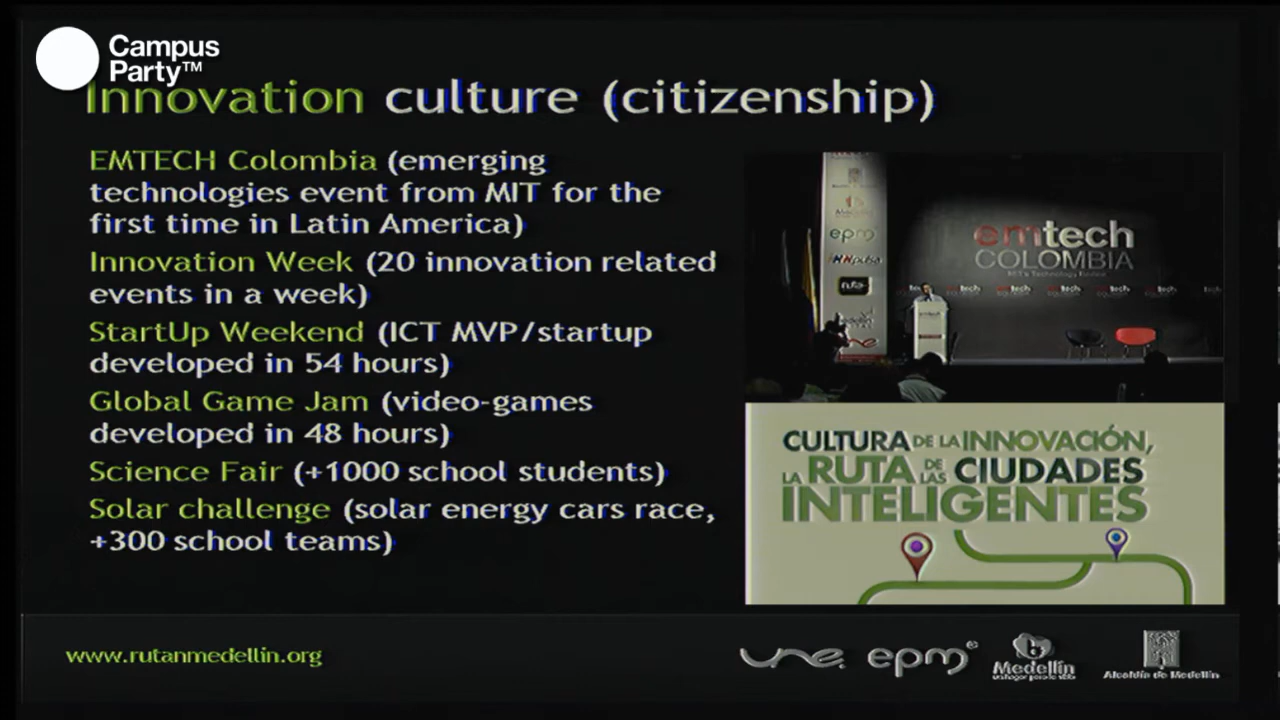 Campus
Party™
Innovation culture (citizenship)
EMTECH Colombia (emerging
technologies event from MIT for the
first time in Latin America)
Innovation Week (20 innovation related
events in a week)
StartUp Weekend (ICT MVP/startup
developed in 54 hours)
Global Game Jam (video-games
developed in 48 hours)
Science Fair (+1000 school students)
Solar challenge (solar energy cars race,
+300 school teams)
epm
emtech
COLOMBIA
CULTURA DE LA INNOVACIÓN,
LA RUTA DE LAS CIUDADES
INTELIGENTES
www.rutanmedellin.org
une
epm®
Medellín
Alcaldía de Medellín